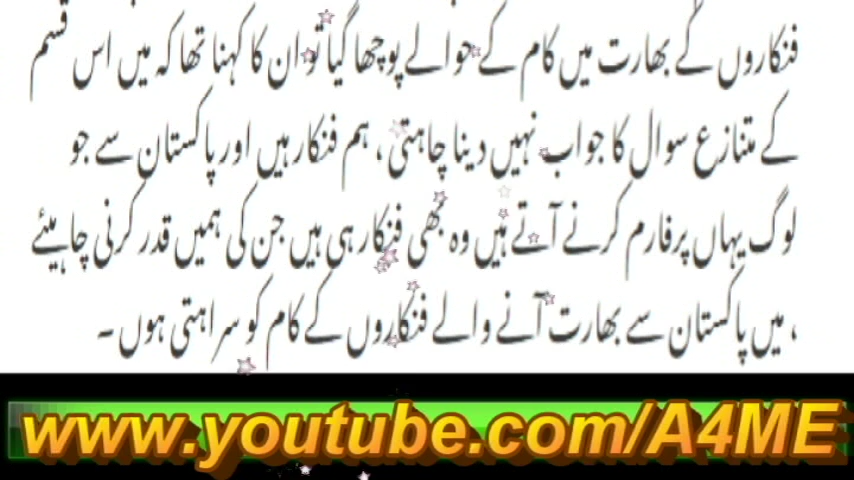 فنکاروں کے بھارت میں کام کے حوالے پوچھا گیا تو ان کا کہنا تھا کہ میں اس قسم
کے متنازع سوال کا جواب نہیں دینا چاہتی ، ہم فنکار ہیں اور پاکستان سے جو
لوگ یہاں پرفارم کرنے آتے ہیں وہ بھی فنکار ہی ہیں جن کی ہمیں قدر کرنی چاہیئے
، میں پاکستان سے بھارت آنے والے فنکاروں کے کام کو سراہتی ہوں۔
www.youtube.com/A4ME